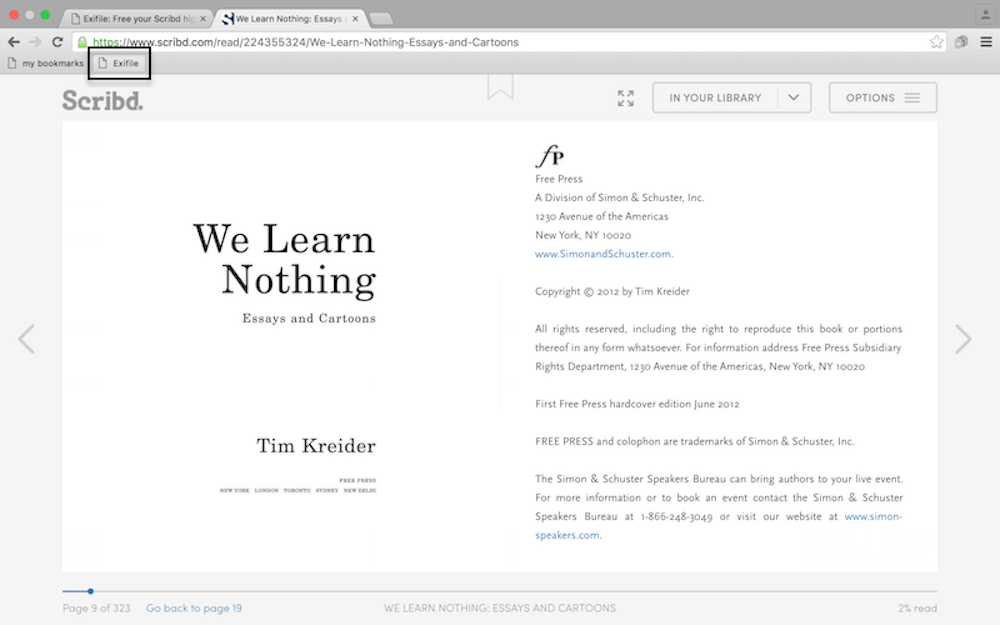 Exifile: Free your Scribd hig
We Learn Nothing: Essays a
https://www.scribd.com/read/224355324/We-Learn-Nothing-Essays-and-Cartoons
my bookmarks
Exifile
Scribd.
IN YOUR LIBRARY
OPTIONS
We Learn
Nothing
Essays and Cartoons
Tim Kreider
FREE PRESS
NEW YORK LONDON TORONTO SYDNEY NEW DELHI
fP
Free Press
A Division of Simon & Schuster, Inc.
1230 Avenue of the Americas
New York, NY 10020
www.SimonandSchuster.com.
Copyright © 2012 by Tim Kreider
All rights reserved, including the right to reproduce this book or portions
thereof in any form whatsoever. For information address Free Press Subsidiary
Rights Department, 1230 Avenue of the Americas, New York, NY 10020
First Free Press hardcover edition June 2012
FREE PRESS and colophon are trademarks of Simon & Schuster, Inc.
The Simon & Schuster Speakers Bureau can bring authors to your live event.
For more information or to book an event contact the Simon & Schuster
Speakers Bureau at 1-866-248-3049 or visit our website at www.simon-
speakers.com.
Page 9 of 323
Go back to page 19
WE LEARN NOTHING: ESSAYS AND CARTOONS
2% read